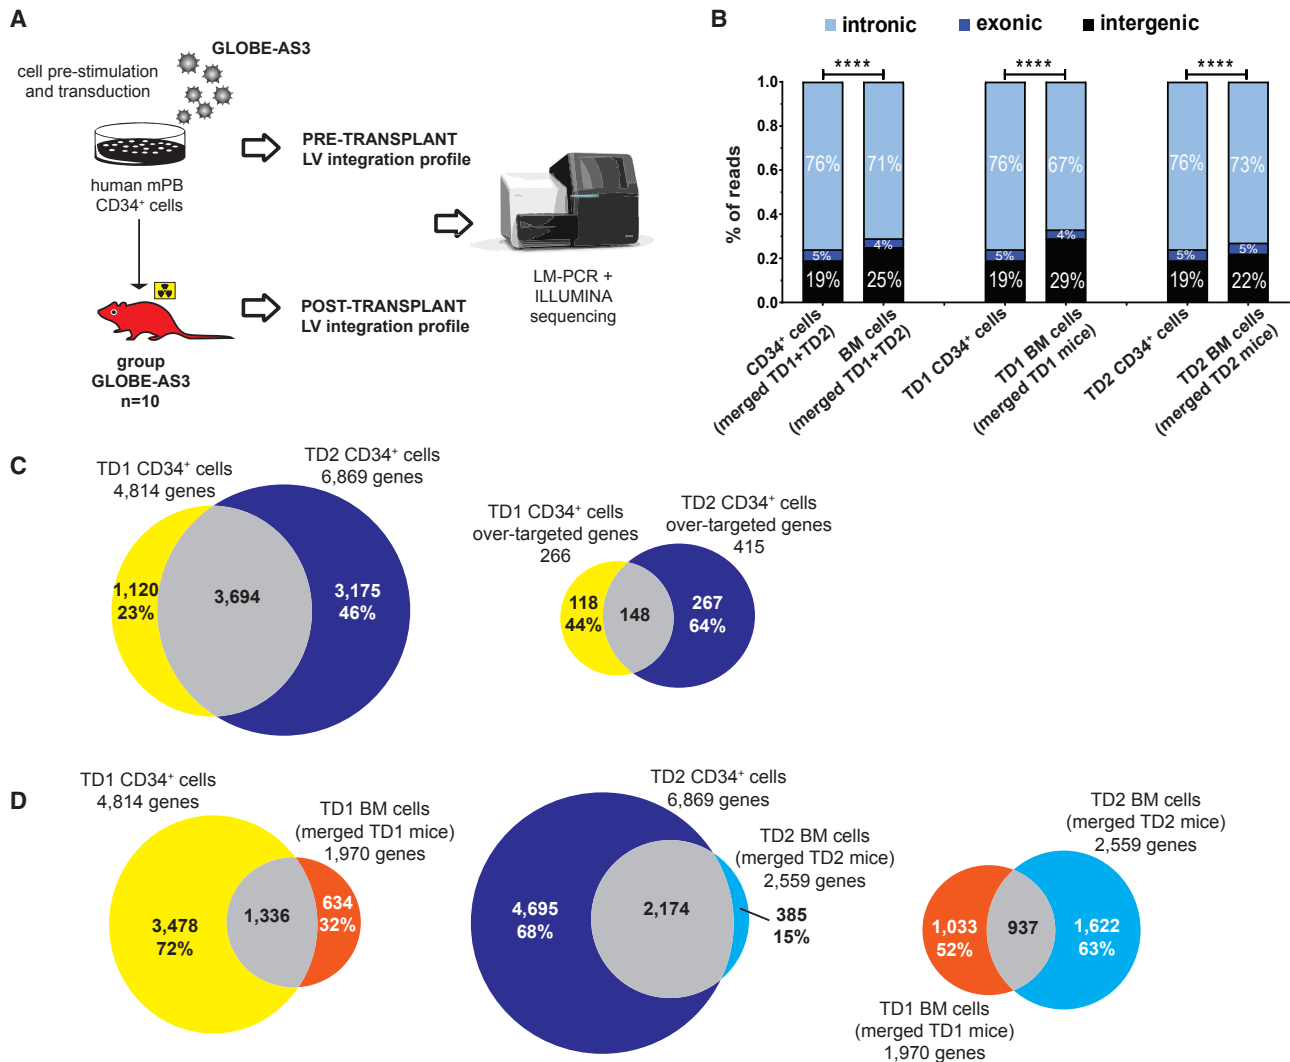 A
GLOBE-AS3
cell pre-stimulation
and transduction
human mPB
CD34⁺ cells
PRE-TRANSPLANT
LV integration profile
POST-TRANSPLANT
LV integration profile
group
GLOBE-AS3
n=10
LM-PCR +
ILLUMINA
sequencing
B
intronic exonic intergenic
**** **** ****
% of reads
1.0
0.8
0.6
0.4
0.2
0.0
76% 71% 76% 67% 76% 73%
5% 4% 5% 4% 5% 5%
19% 25% 19% 29% 19% 22%
CD34⁺ cells
(merged TD1+TD2)
BM cells
(merged TD1+TD2)
TD1 CD34⁺ cells
TD1 BM cells
(merged TD1 mice)
TD2 CD34⁺ cells
TD2 BM cells
(merged TD2 mice)
C
TD1 CD34⁺ cells
4,814 genes
TD2 CD34⁺ cells
6,869 genes
1,120
23%
3,694
3,175
46%
TD1 CD34⁺ cells
over-targeted genes
266
TD2 CD34⁺ cells
over-targeted genes
415
118
44%
148
267
64%
D
TD1 CD34⁺ cells
4,814 genes
TD1 BM cells
(merged TD1 mice)
1,970 genes
3,478
72%
1,336
634
32%
TD2 CD34⁺ cells
6,869 genes
TD2 BM cells
(merged TD2 mice)
2,559 genes
4,695
68%
2,174
385
15%
TD2 BM cells
(merged TD2 mice)
2,559 genes
1,033
52%
937
1,622
63%
TD1 BM cells
(merged TD1 mice)
1,970 genes